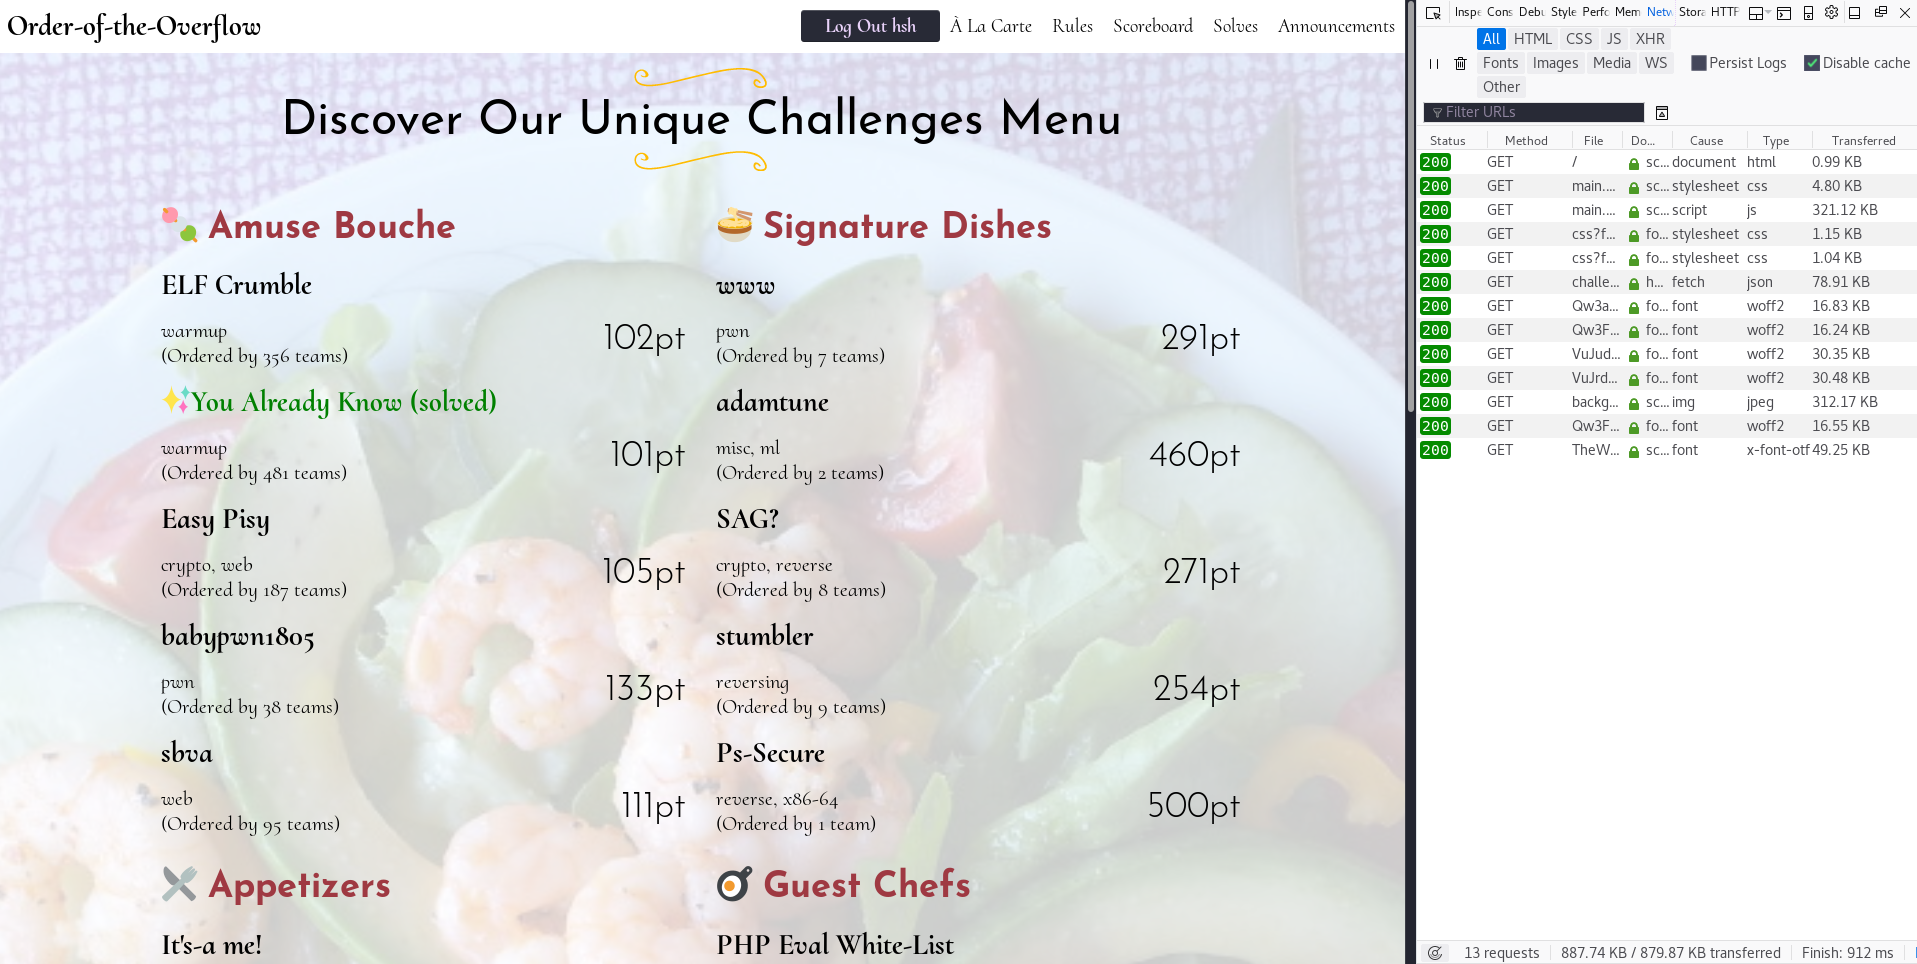 Order-of-the-Overflow
Log Out hsh
À La Carte
Rules
Scoreboard
Solves
Announcements
Discover Our Unique Challenges Menu
Amuse Bouche
ELF Crumble
warmup
(Ordered by 356 teams)
102pt
You Already Know (solved)
warmup
(Ordered by 481 teams)
101pt
Easy Pisy
crypto, web
(Ordered by 187 teams)
105pt
babypwn1805
pwn
(Ordered by 38 teams)
133pt
sbva
web
(Ordered by 95 teams)
111pt
Appetizers
It's-a me!
Signature Dishes
www
pwn
(Ordered by 7 teams)
291pt
adamtune
misc, ml
(Ordered by 2 teams)
460pt
SAG?
crypto, reverse
(Ordered by 8 teams)
271pt
stumbler
reversing
(Ordered by 9 teams)
254pt
Ps-Secure
reverse, x86-64
(Ordered by 1 team)
500pt
Guest Chefs
PHP Eval White-List
Inspe Cons Debu Style Perfo Mem Netw Stora HTTP
All HTML CSS JS XHR
Fonts Images Media WS
Other
Persist Logs
Disable cache
Filter URLs
Status Method File Do... Cause Type Transferred
200 GET / sc... document html 0.99 KB
200 GET main.... sc... stylesheet css 4.80 KB
200 GET main.... sc... script js 321.12 KB
200 GET css?f... fo... stylesheet css 1.15 KB
200 GET css?f... fo... stylesheet css 1.04 KB
200 GET challe... h... fetch json 78.91 KB
200 GET Qw3a... fo... font woff2 16.83 KB
200 GET Qw3F... fo... font woff2 16.24 KB
200 GET VuJud... fo... font woff2 30.35 KB
200 GET VuJrd... fo... font woff2 30.48 KB
200 GET backg... sc... img jpeg 312.17 KB
200 GET Qw3F... fo... font woff2 16.55 KB
200 GET TheW... sc... font x-font-otf 49.25 KB
13 requests
887.74 KB / 879.87 KB transferred
Finish: 912 ms